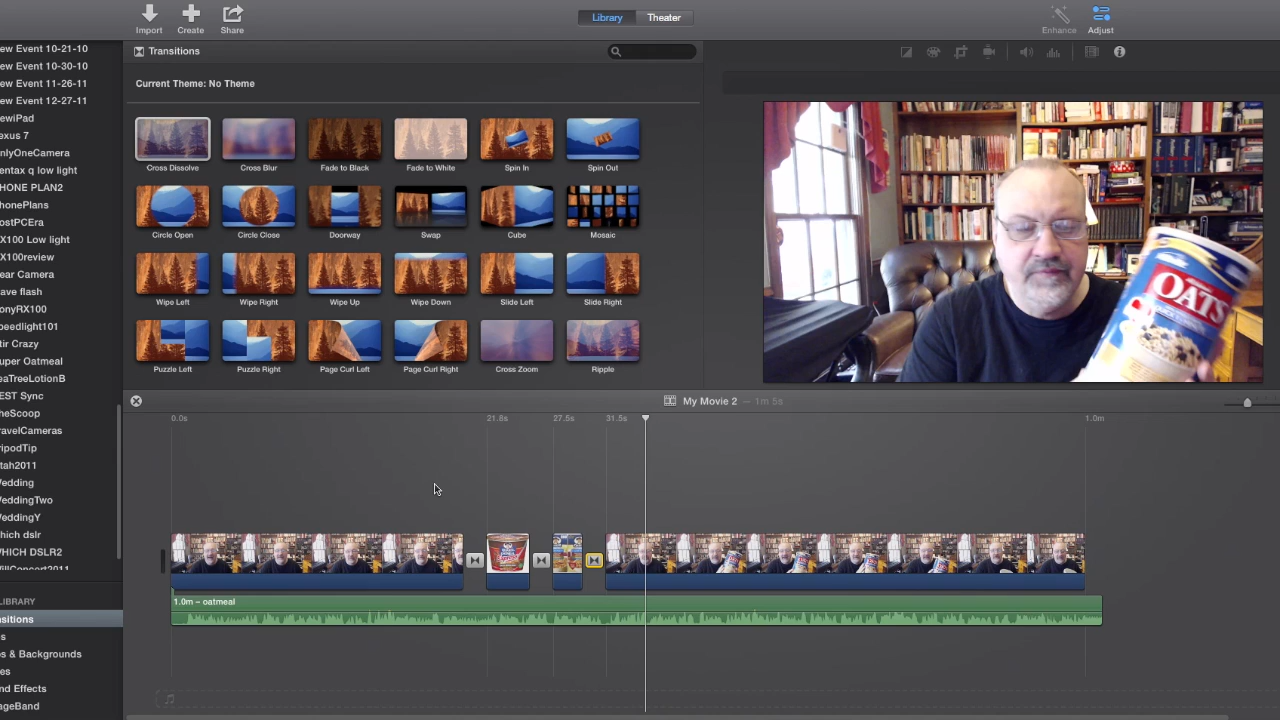 Import Create Share
Library Theater
Enhance Adjust
Transitions
Current Theme: No Theme
Cross Dissolve Cross Blur Fade to Black Fade to White Spin In Spin Out
Circle Open Circle Close Doorway Swap Cube Mosaic
Wipe Left Wipe Right Wipe Up Wipe Down Slide Left Slide Right
Puzzle Left Puzzle Right Page Curl Left Page Curl Right Cross Zoom Ripple
ew Event 10-21-10
ew Event 10-30-10
ew Event 11-26-11
ew Event 12-27-11
ewiPad
exus 7
nlyOneCamera
entax q low light
HONE PLAN2
honePlans
ostPCEra
X100 Low light
X100review
ear Camera
ave flash
onyRX100
peedlight101
tir Crazy
uper Oatmeal
eaTreeLotionB
EST Sync
heScoop
ravelCameras
ripodTip
tah2011
Wedding
WeddingTwo
WeddingY
hich dslr
WHICH DSLR2
VillConcert2011
LIBRARY
nsitions
s
s & Backgrounds
es
nd Effects
ageBand
OATS
My Movie 2 – 1m 5s
0.0s 21.8s 27.5s 31.5s 1.0m
1.0m – oatmeal